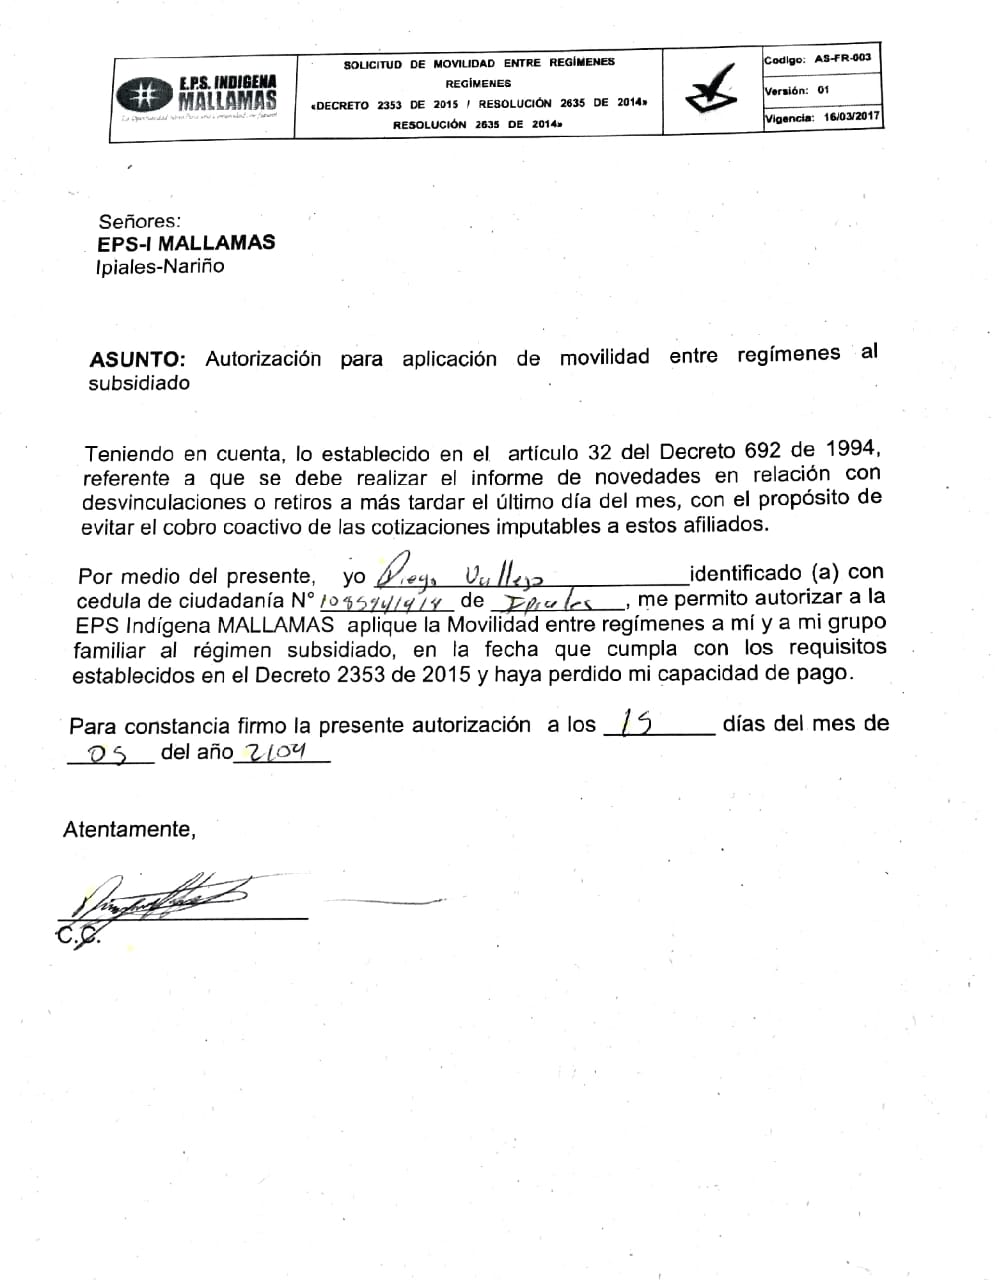 E.P.S. INDIGENA
MALLAMAS
SOLICITUD DE MOVILIDAD ENTRE REGÍMENES
REGÍMENES
«DECRETO 2353 DE 2015 / RESOLUCIÓN 2635 DE 2014»
RESOLUCIÓN 2635 DE 2014»
Codigo: AS-FR-003
Versión: 01
Vigencia: 16/03/2017
Señores:
EPS-I MALLAMAS
Ipiales-Nariño
ASUNTO: Autorización para aplicación de movilidad entre regímenes al
subsidiado
Teniendo en cuenta, lo establecido en el artículo 32 del Decreto 692 de 1994,
referente a que se debe realizar el informe de novedades en relación con
desvinculaciones o retiros a más tardar el último día del mes, con el propósito de
evitar el cobro coactivo de las cotizaciones imputables a estos afiliados.
Por medio del presente, yo Diego Vallejo identificado (a) con
cedula de ciudadanía N° de Ipiales, me permito autorizar a la
EPS Indígena MALLAMAS aplique la Movilidad entre regímenes a mí y a mi grupo
familiar al régimen subsidiado, en la fecha que cumpla con los requisitos
establecidos en el Decreto 2353 de 2015 y haya perdido mi capacidad de pago.
Para constancia firmo la presente autorización a los 15 días del mes de
05 del año 2104
Atentamente,
C.C.